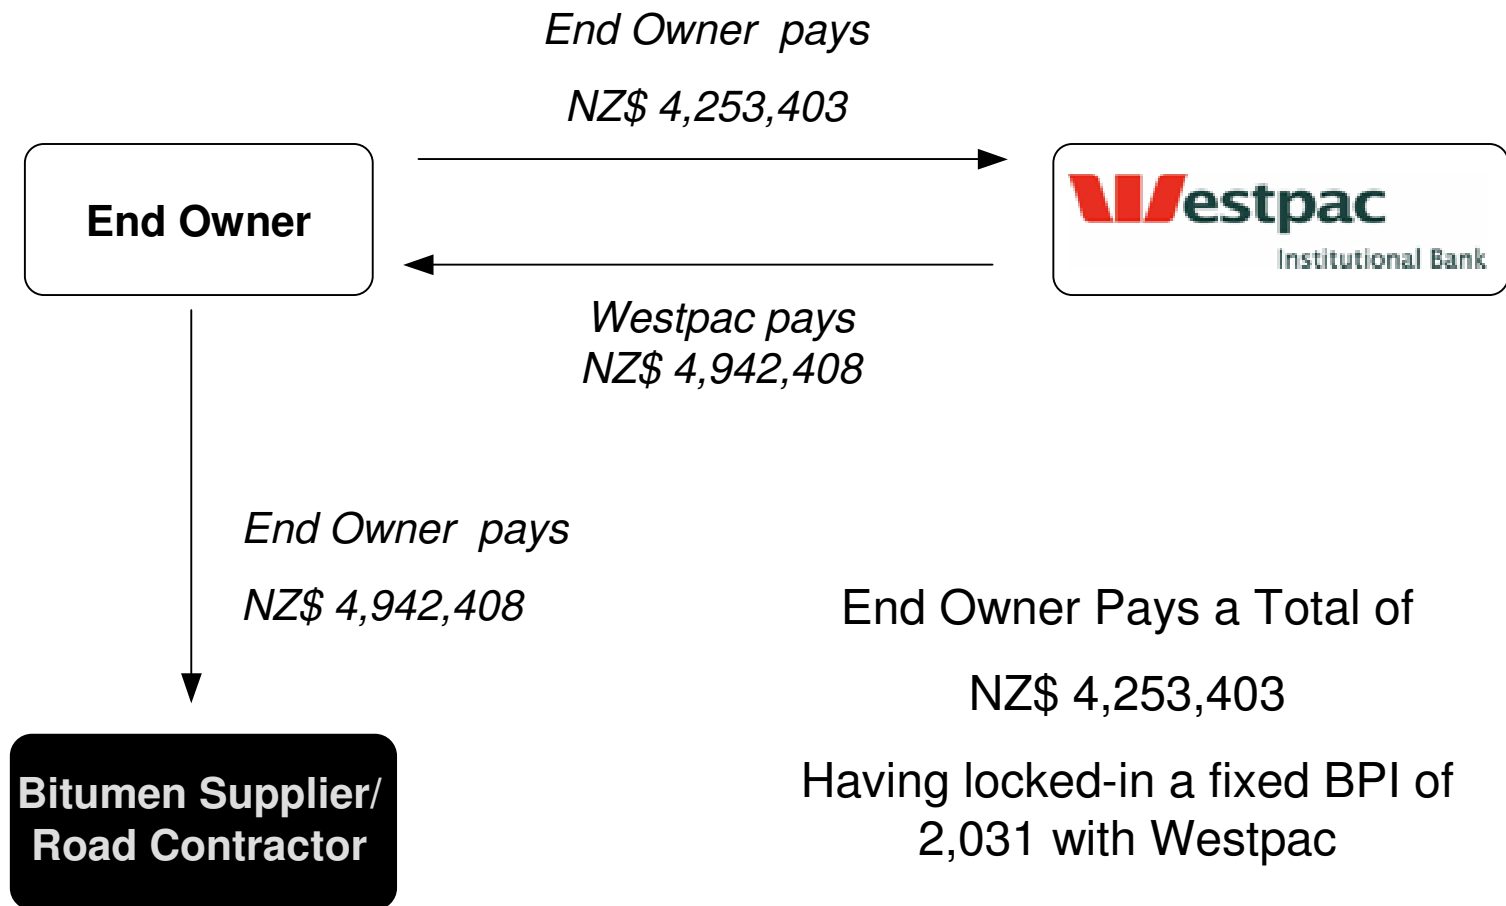 End Owner pays
NZ$ 4,253,403
End Owner
Westpac
Institutional Bank
Westpac pays
NZ$ 4,942,408
End Owner pays
NZ$ 4,942,408
End Owner Pays a Total of
NZ$ 4,253,403
Having locked-in a fixed BPI of
2,031 with Westpac
Bitumen Supplier/
Road Contractor